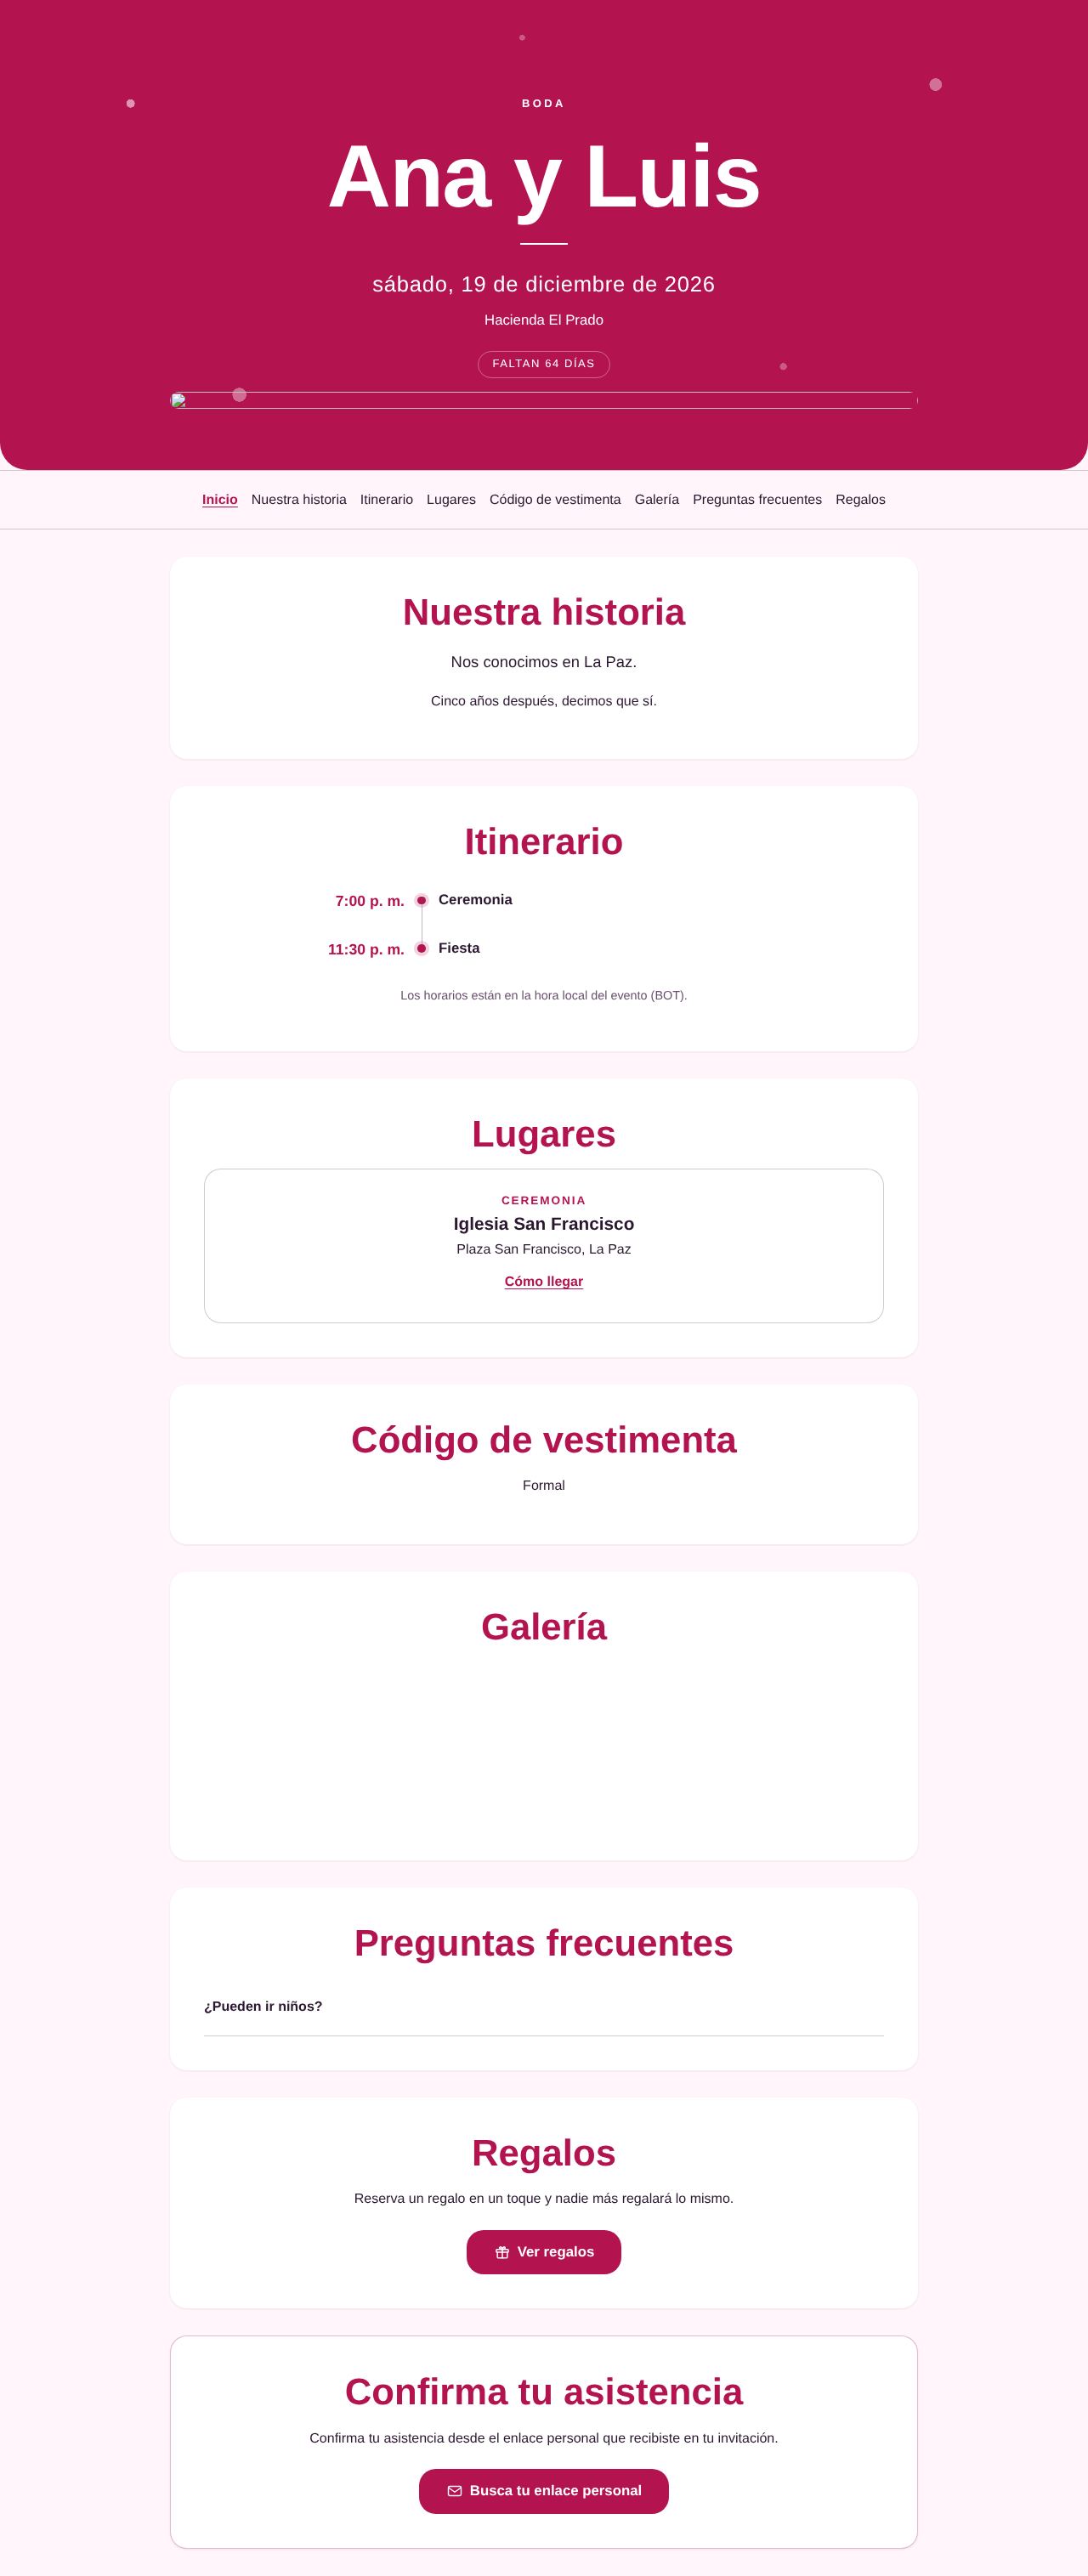 BODA
Ana y Luis
sábado, 19 de diciembre de 2026
Hacienda El Prado
FALTAN 64 DÍAS
Inicio Nuestra historia Itinerario Lugares Código de vestimenta Galería Preguntas frecuentes Regalos
Nuestra historia
Nos conocimos en La Paz.
Cinco años después, decimos que sí.
Itinerario
7:00 p. m. Ceremonia
11:30 p. m. Fiesta
Los horarios están en la hora local del evento (BOT).
Lugares
CEREMONIA
Iglesia San Francisco
Plaza San Francisco, La Paz
Cómo llegar
Código de vestimenta
Formal
Galería
Preguntas frecuentes
¿Pueden ir niños?
Regalos
Reserva un regalo en un toque y nadie más regalará lo mismo.
Ver regalos
Confirma tu asistencia
Confirma tu asistencia desde el enlace personal que recibiste en tu invitación.
Busca tu enlace personal